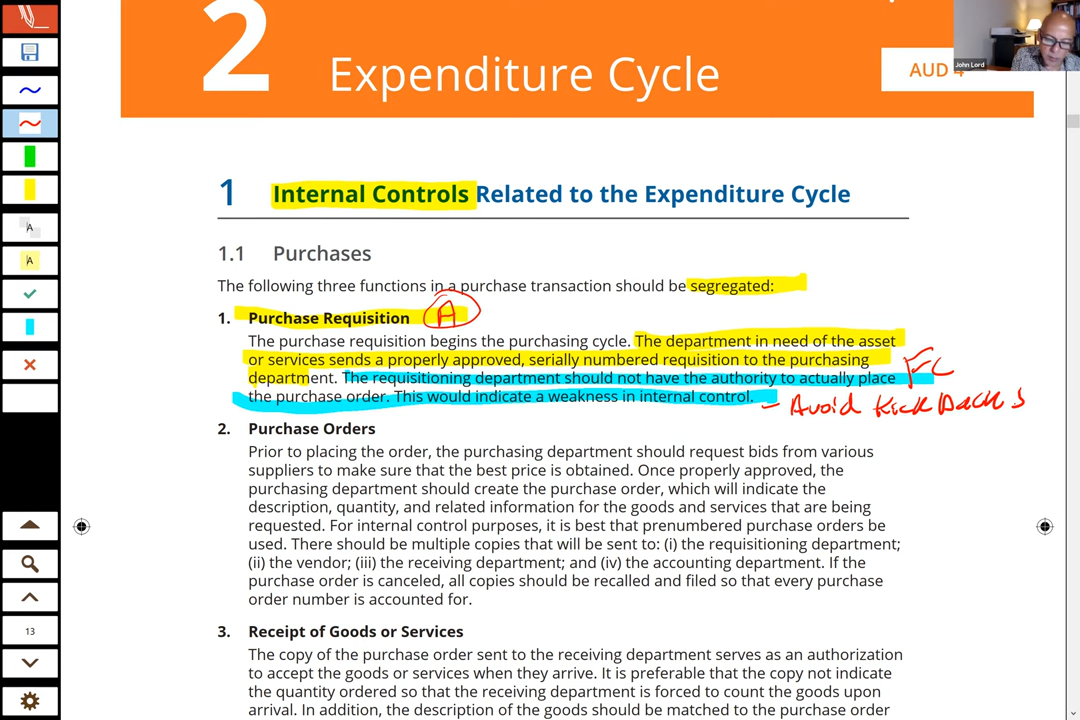 2
Expenditure Cycle
AUD 4
John Lord
1 Internal Controls Related to the Expenditure Cycle
1.1 Purchases
The following three functions in a purchase transaction should be segregated:
1. Purchase Requisition A
The purchase requisition begins the purchasing cycle. The department in need of the asset
or services sends a properly approved, serially numbered requisition to the purchasing
department. The requisitioning department should not have the authority to actually place
the purchase order. This would indicate a weakness in internal control.
- Avoid Kick Backs
2. Purchase Orders
Prior to placing the order, the purchasing department should request bids from various
suppliers to make sure that the best price is obtained. Once properly approved, the
purchasing department should create the purchase order, which will indicate the
description, quantity, and related information for the goods and services that are being
requested. For internal control purposes, it is best that prenumbered purchase orders be
used. There should be multiple copies that will be sent to: (i) the requisitioning department;
(ii) the vendor; (iii) the receiving department; and (iv) the accounting department. If the
purchase order is canceled, all copies should be recalled and filed so that every purchase
order number is accounted for.
3. Receipt of Goods or Services
The copy of the purchase order sent to the receiving department serves as an authorization
to accept the goods or services when they arrive. It is preferable that the copy not indicate
the quantity ordered so that the receiving department is forced to count the goods upon
arrival. In addition, the description of the goods should be matched to the purchase order
A
A
13